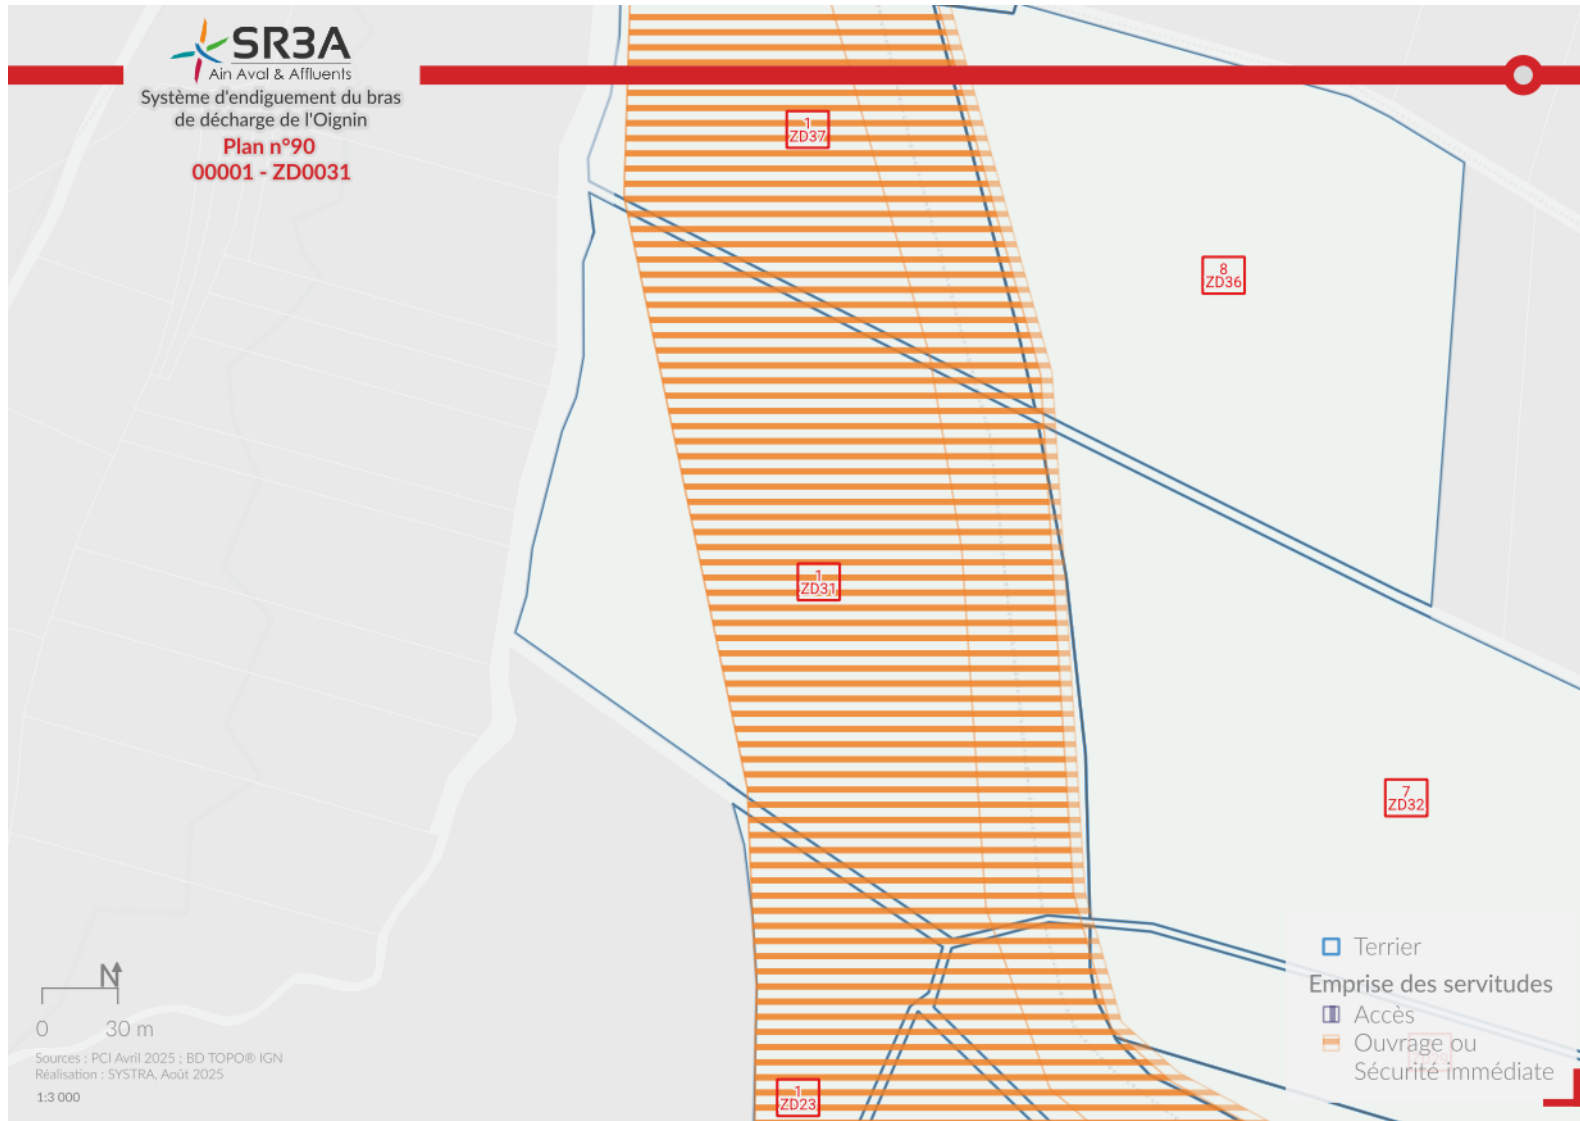 SR3A
Ain Aval & Affluents
Système d'endiguement du bras
de décharge de l'Oignin
Plan n°90
00001 - ZD0031
1
ZD37
8
ZD36
1
ZD31
7
ZD32
1
ZD23
Terrier
Emprise des servitudes
Accès
Ouvrage ou
Sécurité immédiate
N
0 30 m
Sources : PCI Avril 2025 ; BD TOPO® IGN
Réalisation : SYSTRA, Août 2025
1:3 000